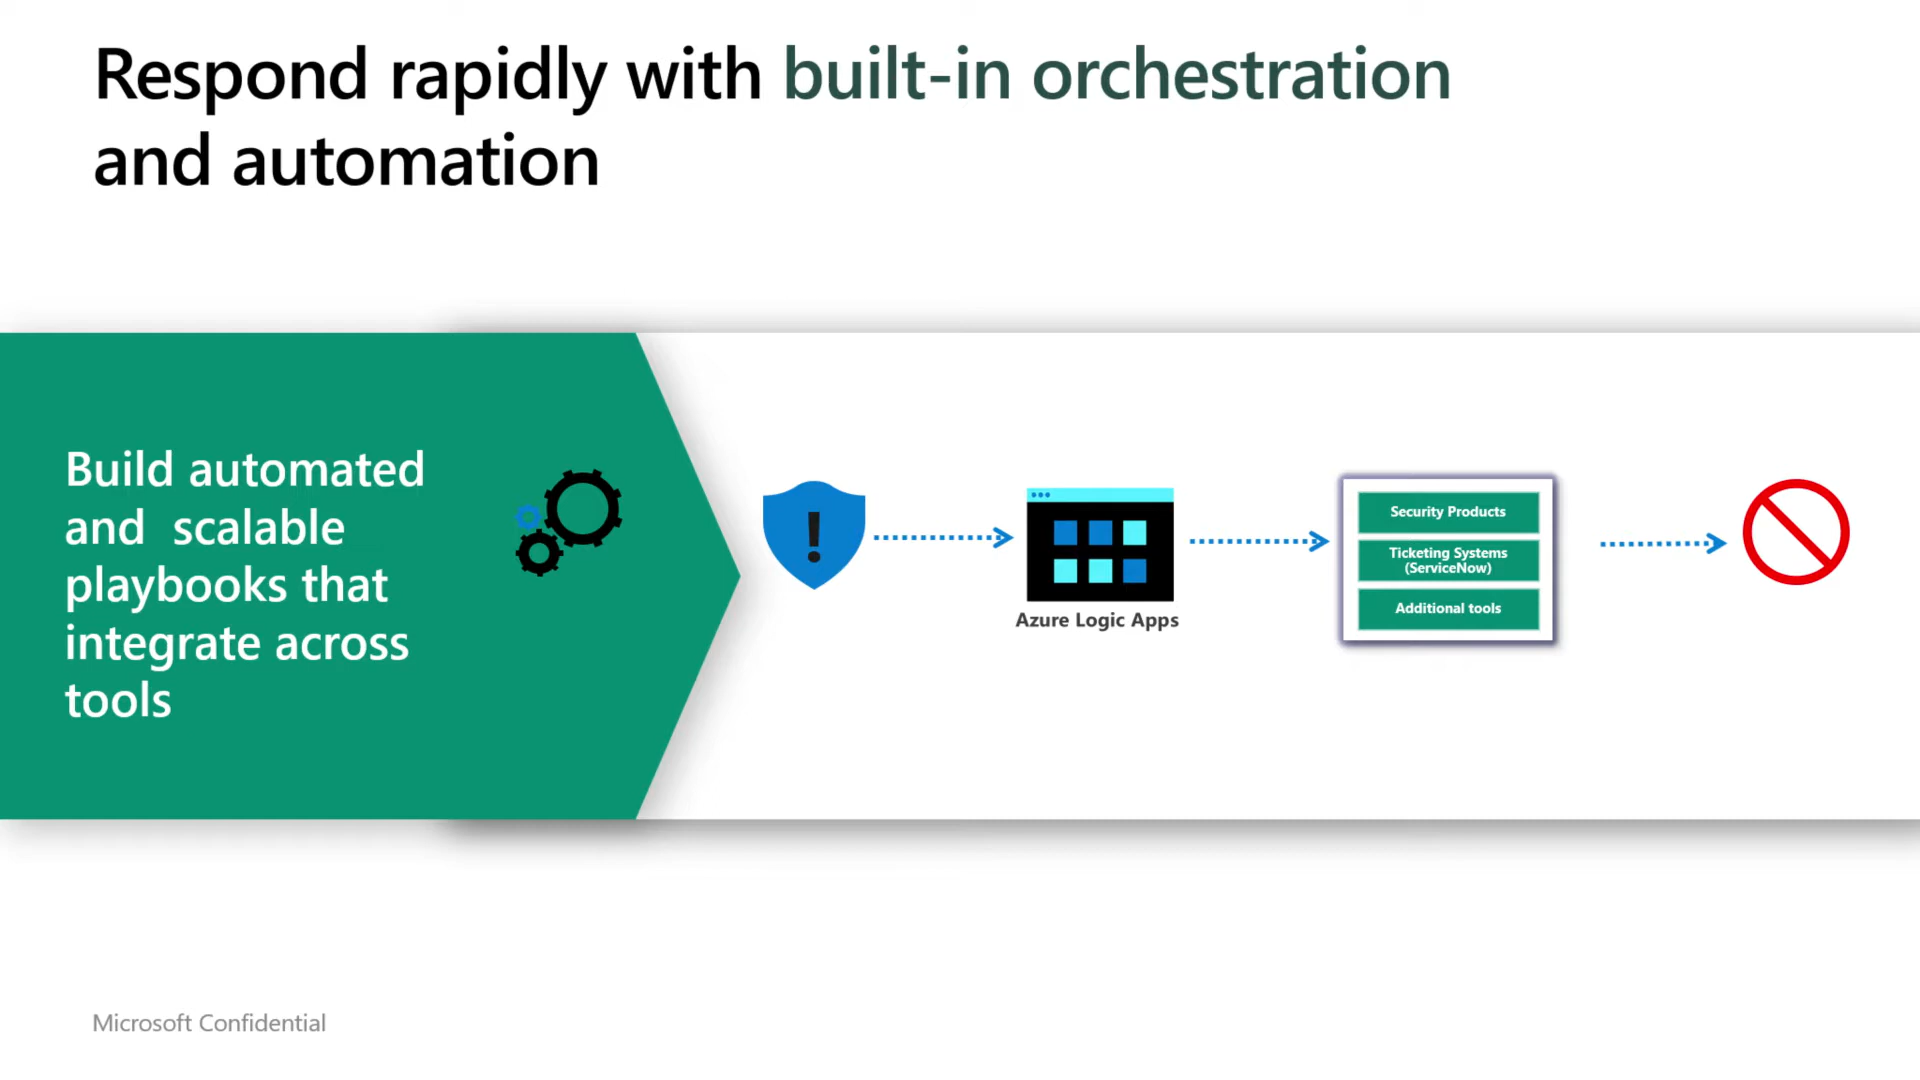 Respond rapidly with built-in orchestration
and automation
Build automated
and  scalable
playbooks that
integrate across
tools
Azure Logic Apps
Security Products
Ticketing Systems
(ServiceNow)
Additional tools
Microsoft Confidential